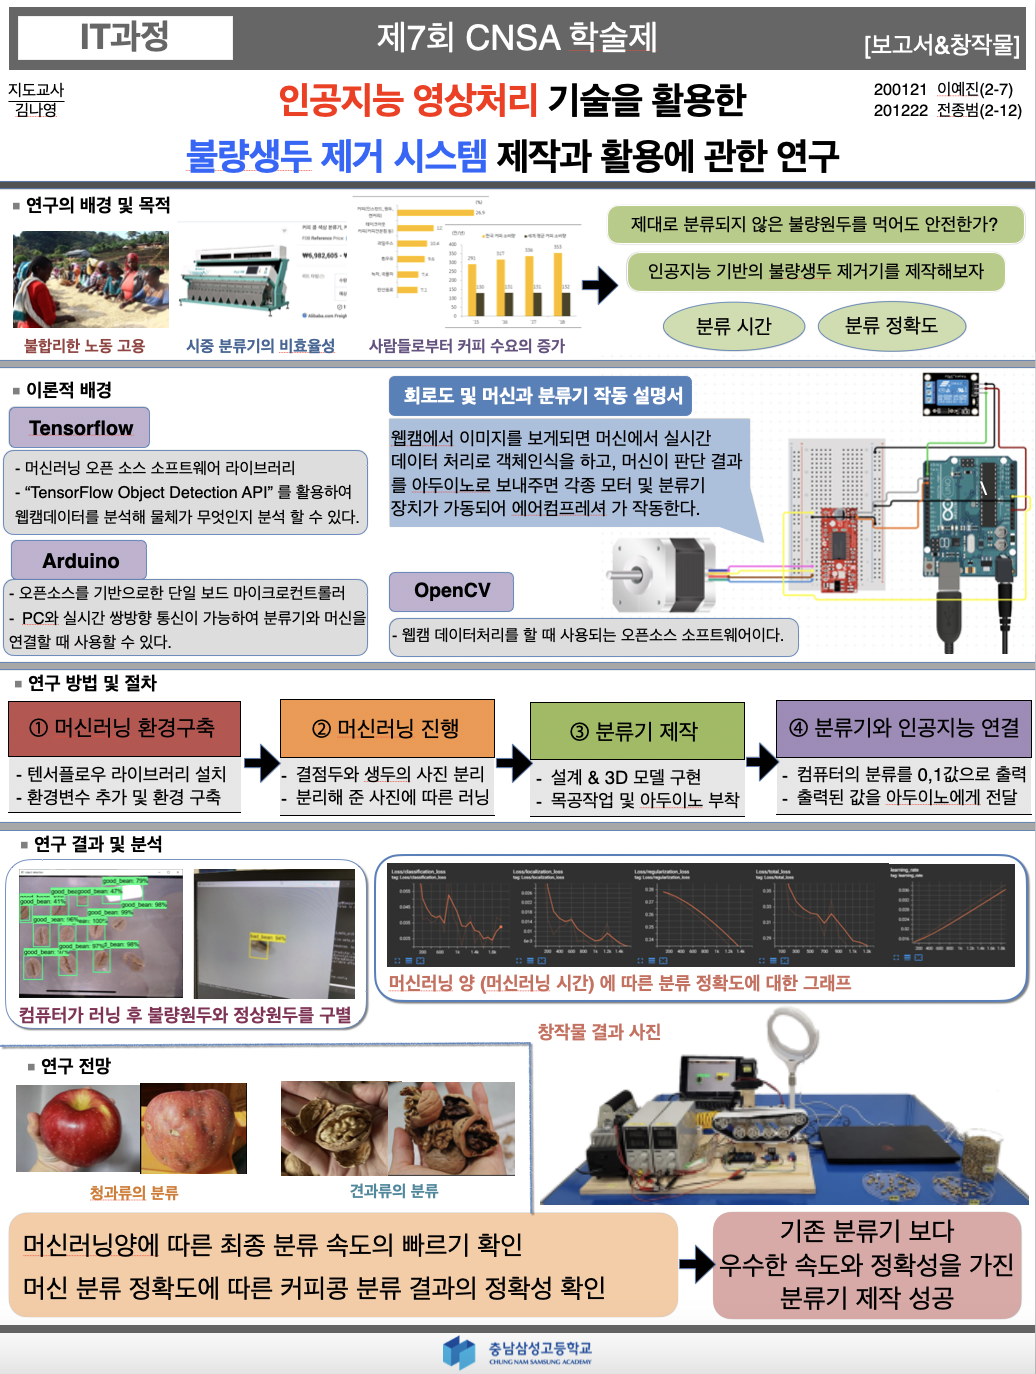 IT과정
제7회 CNSA 학술제
[보고서&창작물]
지도교사
김나영
인공지능 영상처리 기술을 활용한
불량생두 제거 시스템 제작과 활용에 관한 연구
200121 이예진(2-7)
201222 전종범(2-12)
연구의 배경 및 목적
불합리한 노동 고용
시중 분류기의 비효율성
사람들로부터 커피 수요의 증가
제대로 분류되지 않은 불량원두를 먹어도 안전한가?
인공지능 기반의 불량생두 제거기를 제작해보자
분류 시간
분류 정확도
이론적 배경
Tensorflow
- 머신러닝 오픈 소스 소프트웨어 라이브러리
- “TensorFlow Object Detection API” 를 활용하여
웹캠데이터를 분석해 물체가 무엇인지 분석 할 수 있다.
Arduino
- 오픈소스를 기반으로한 단일 보드 마이크로컨트롤러
- PC와 실시간 쌍방향 통신이 가능하여 분류기와 머신을
연결할 때 사용할 수 있다.
회로도 및 머신과 분류기 작동 설명서
웹캠에서 이미지를 보게되면 머신에서 실시간
데이터 처리로 객체인식을 하고, 머신이 판단 결과
를 아두이노로 보내주면 각종 모터 및 분류기
장치가 가동되어 에어컴프레셔 가 작동한다.
OpenCV
- 웹캠 데이터처리를 할 때 사용되는 오픈소스 소프트웨어이다.
연구 방법 및 절차
① 머신러닝 환경구축
- 텐서플로우 라이브러리 설치
- 환경변수 추가 및 환경 구축
② 머신러닝 진행
- 결점두와 생두의 사진 분리
- 분리해 준 사진에 따른 러닝
③ 분류기 제작
- 설계 & 3D 모델 구현
- 목공작업 및 아두이노 부착
④ 분류기와 인공지능 연결
- 컴퓨터의 분류를 0,1값으로 출력
- 출력된 값을 아두이노에게 전달
연구 결과 및 분석
컴퓨터가 러닝 후 불량원두와 정상원두를 구별
Loss/classification_loss
tag: Loss/classification_loss
Loss/localization_loss
tag: Loss/localization_loss
Loss/regularization_loss
tag: Loss/regularization_loss
Loss/total_loss
tag: Loss/total_loss
learning_rate
tag: learning_rate
머신러닝 양 (머신러닝 시간) 에 따른 분류 정확도에 대한 그래프
창작물 결과 사진
연구 전망
청과류의 분류
견과류의 분류
머신러닝양에 따른 최종 분류 속도의 빠르기 확인
머신 분류 정확도에 따른 커피콩 분류 결과의 정확성 확인
기존 분류기 보다
우수한 속도와 정확성을 가진
분류기 제작 성공
충남삼성고등학교
CHUNG NAM SAMSUNG ACADEMY